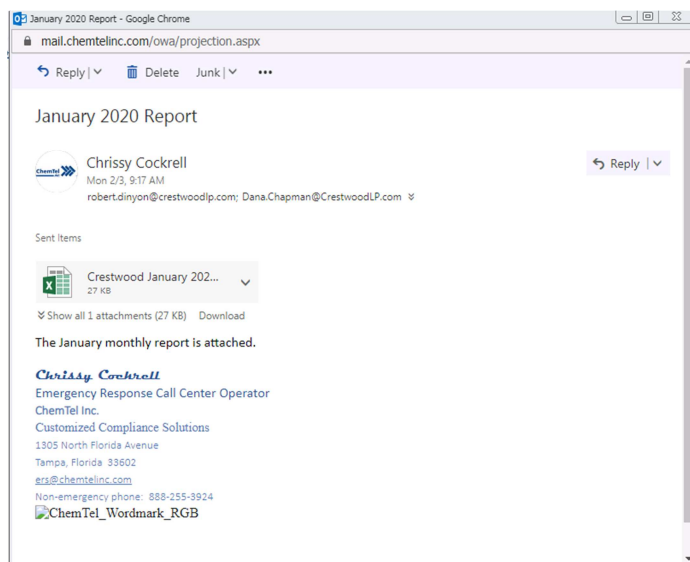 January 2020 Report - Google Chrome
mail.chemtelinc.com/owa/projection.aspx
Reply Delete Junk
January 2020 Report
ChemTel
Chrissy Cockrell
Reply
Mon 2/3, 9:17 AM
robert.dinyon@crestwoodlp.com; Dana.Chapman@CrestwoodLP.com
Sent Items
Crestwood January 202...
27 KB
Show all 1 attachments (27 KB) Download
The January monthly report is attached.
Chrissy Cockrell
Emergency Response Call Center Operator
ChemTel Inc.
Customized Compliance Solutions
1305 North Florida Avenue
Tampa, Florida 33602
ers@chemtelinc.com
Non-emergency phone: 888-255-3924
ChemTel_Wordmark_RGB